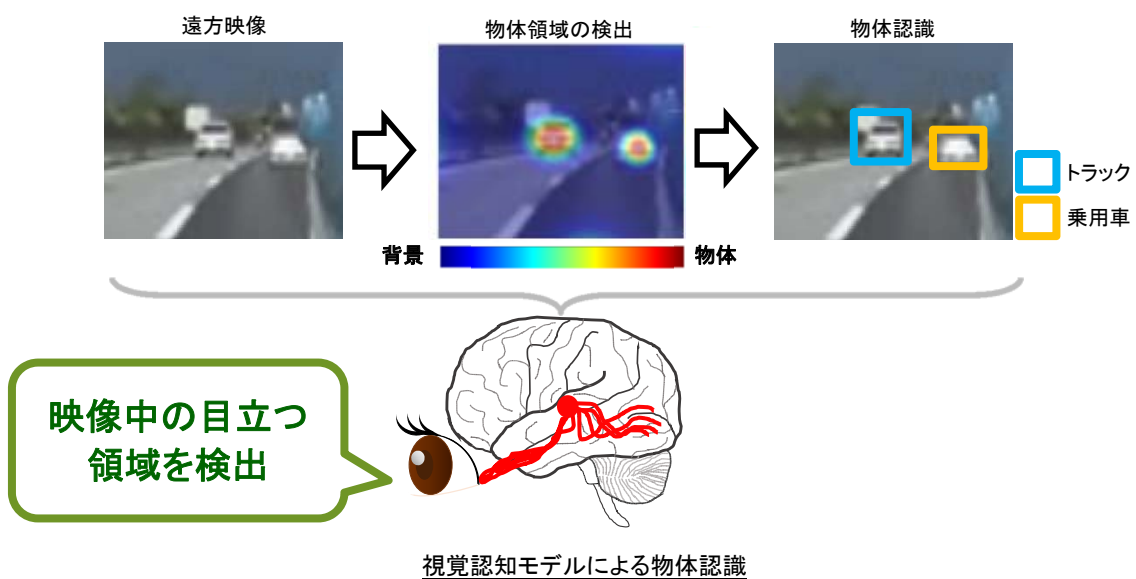 遠方映像
物体領域の検出
物体認識
トラック
乗用車
背景
物体
映像中の目立つ
領域を検出
視覚認知モデルによる物体認識